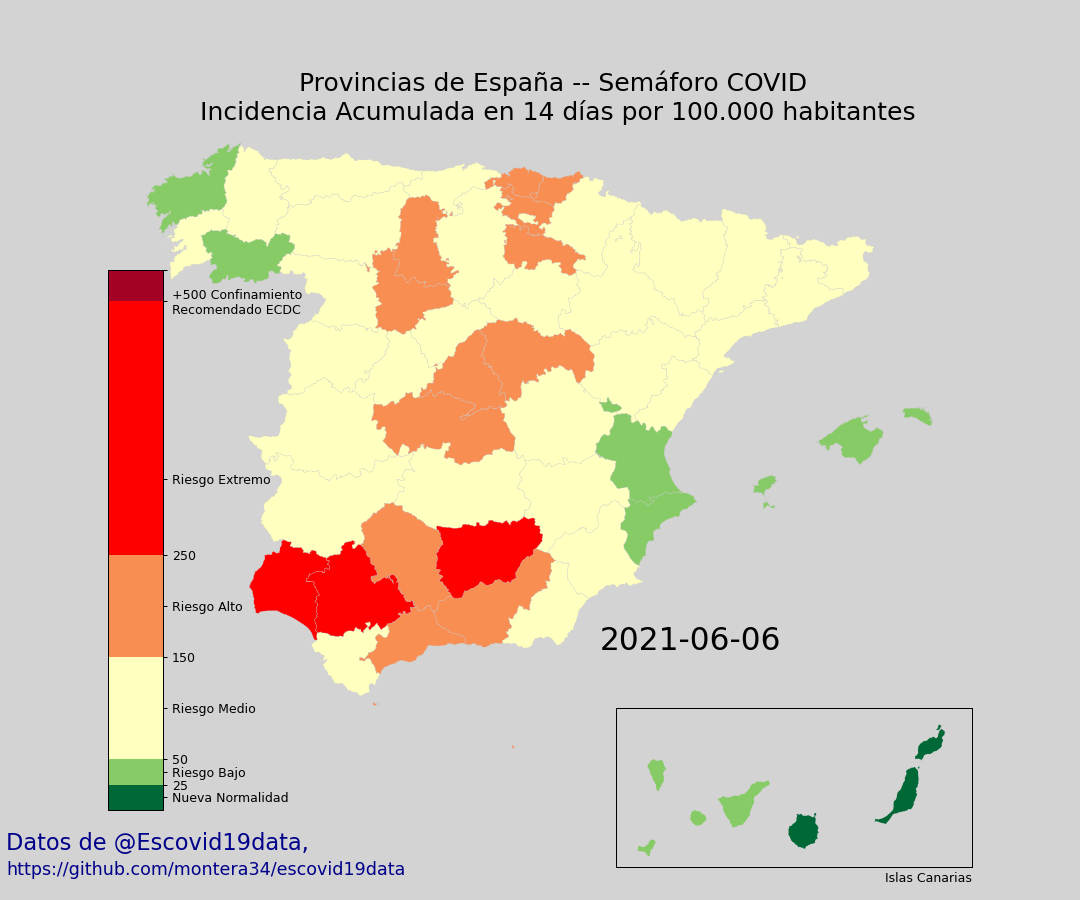 Provincias de España -- Semáforo COVID
Incidencia Acumulada en 14 días por 100.000 habitantes
+500 Confinamiento
Recomendado ECDC
Riesgo Extremo
250
Riesgo Alto
150
Riesgo Medio
50
Riesgo Bajo
25
Nueva Normalidad
2021-06-06
Islas Canarias
Datos de @Escovid19data,
https://github.com/montera34/escovid19data